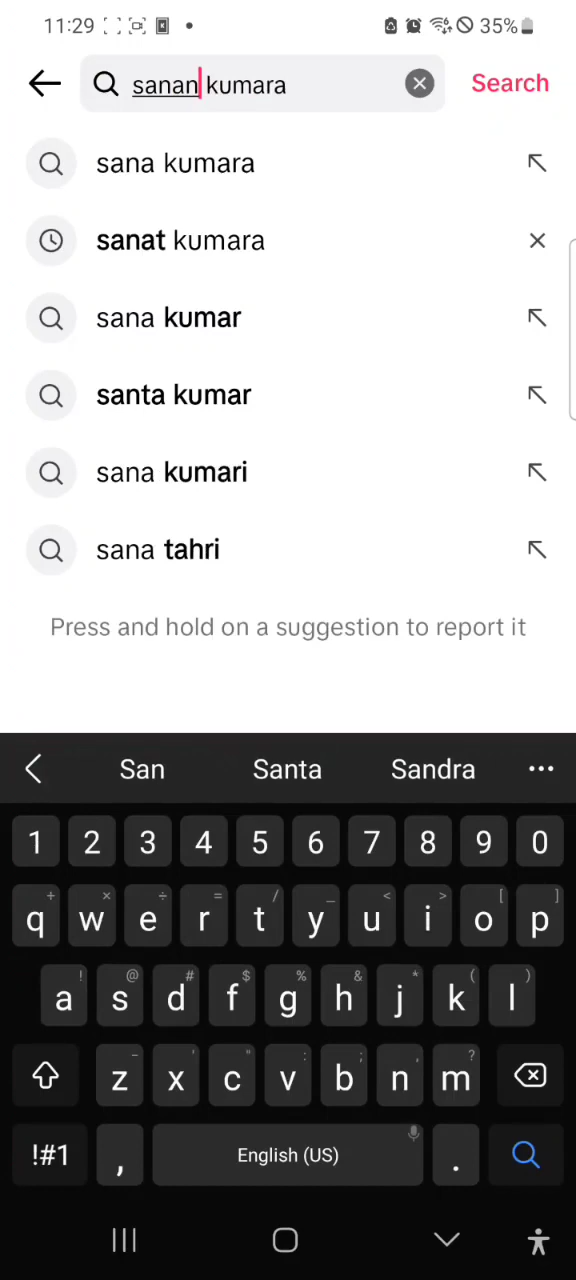 11:29 35%
sanan kumara Search
sana kumara
sanat kumara
sana kumar
santa kumar
sana kumari
sana tahri
Press and hold on a suggestion to report it
San Santa Sandra ...
1 2 3 4 5 6 7 8 9 0
+ × ÷ = / _ < > [ ]
q w e r t y u i o p
! @ # $ % & * ( )
a s d f g h j k l
- ' " : ; , ?
z x c v b n m
!#1 , English (US) .